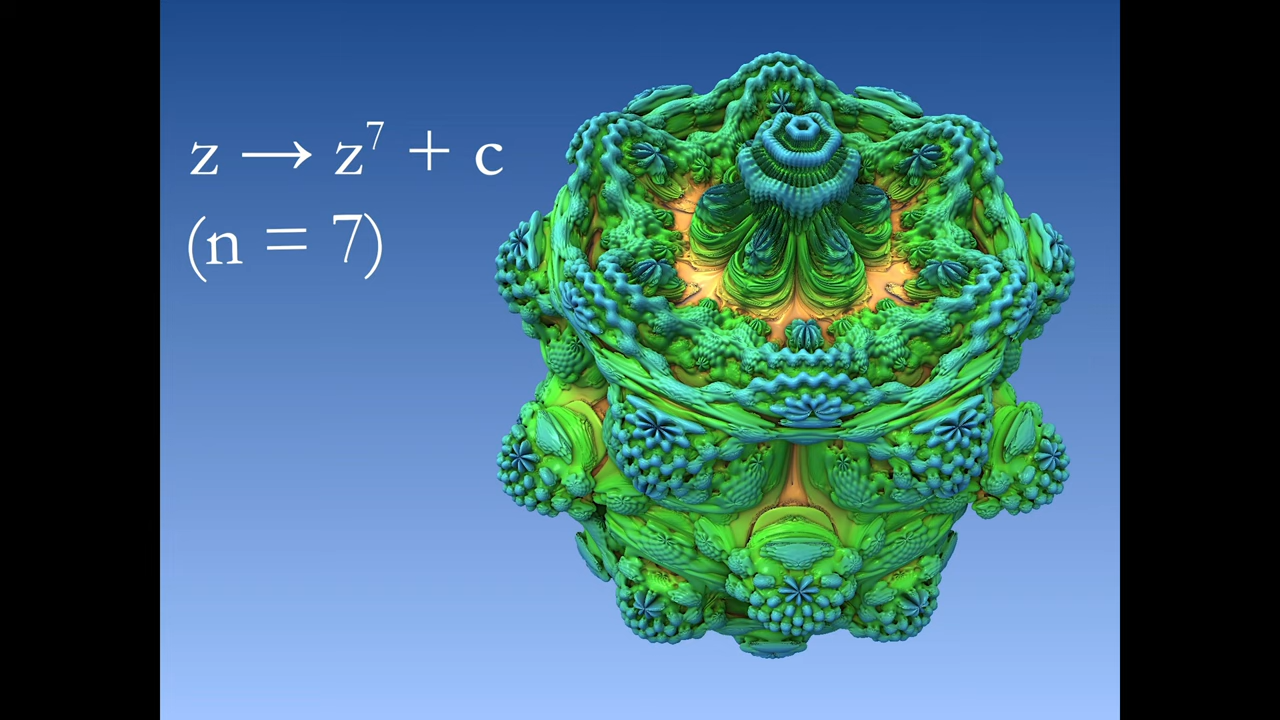 z → z⁷ + c
(n = 7)